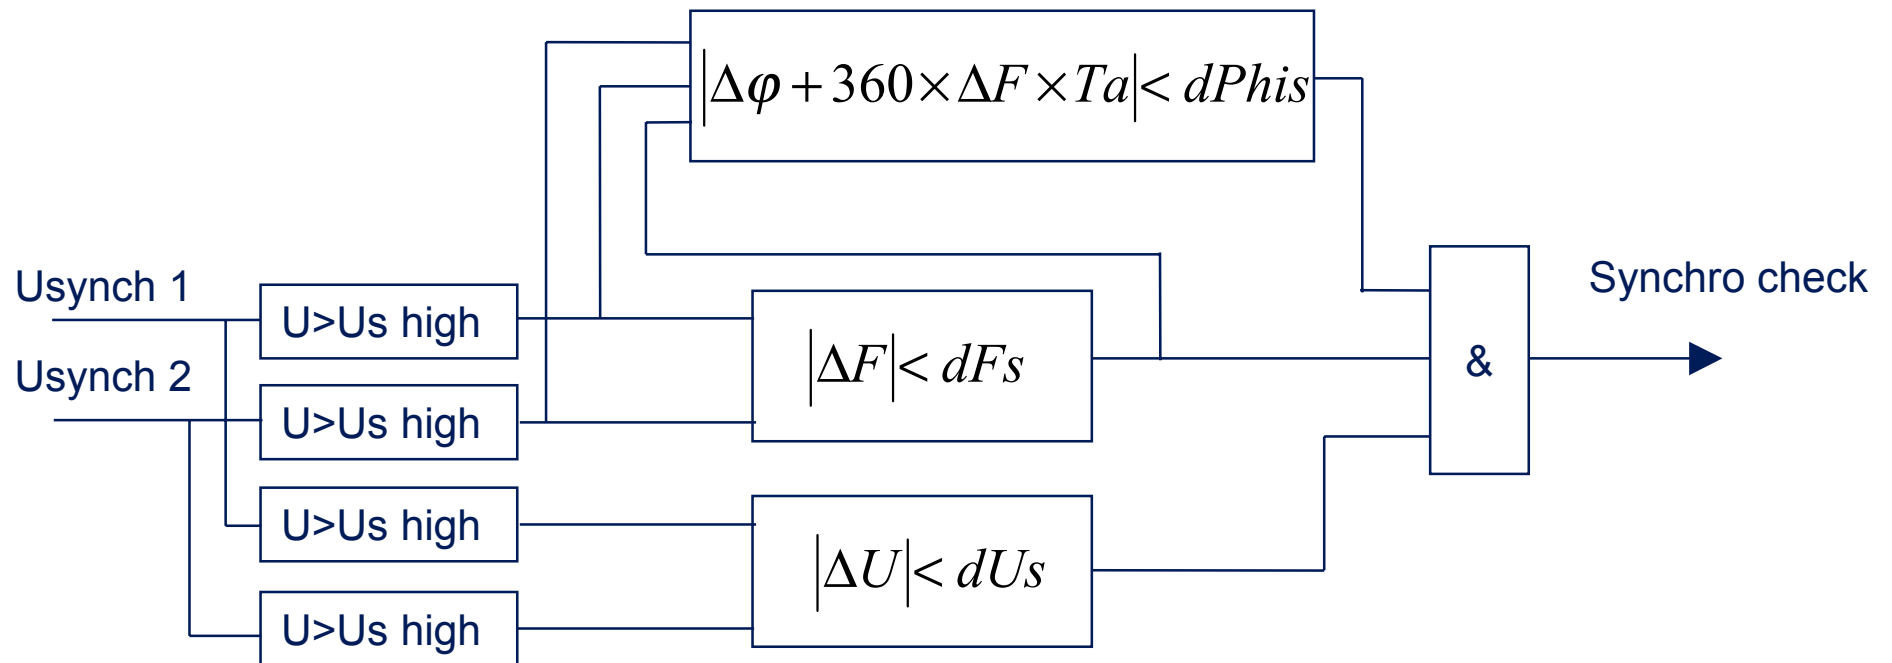 |Δφ + 360 × ΔF × Ta| < dPhis
Usynch 1
U>Us high
Usynch 2
U>Us high
|ΔF| < dFs
&
Synchro check
U>Us high
|ΔU| < dUs
U>Us high